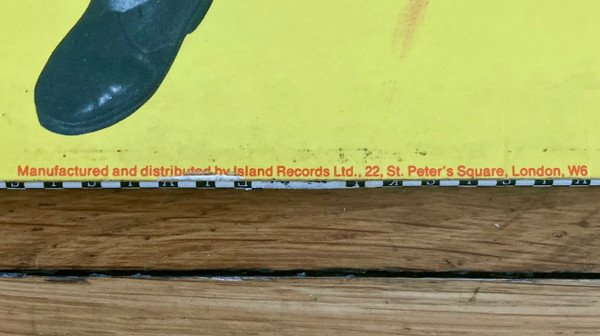 Manufactured and distributed by Island Records Ltd., 22, St. Peter's Square, London, W6